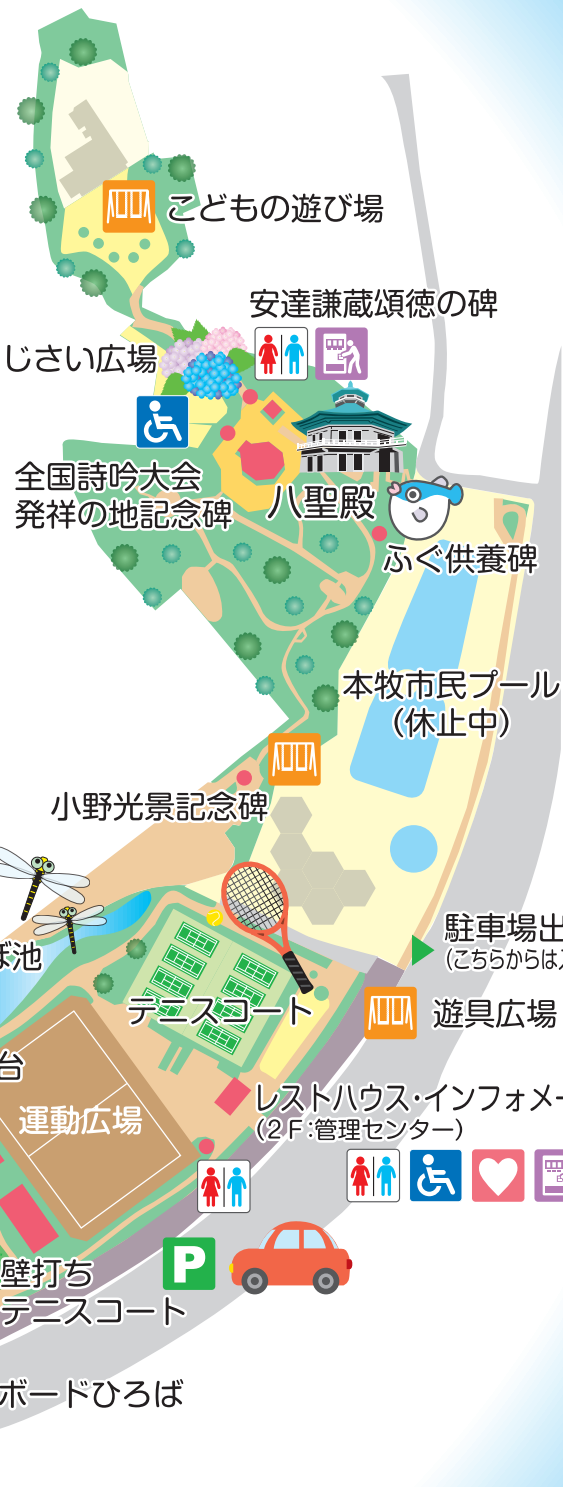 こどもの遊び場
安達謙蔵頌徳の碑
じさい広場
全国詩吟大会
発祥の地記念碑
八聖殿
ふぐ供養碑
本牧市民プール
（休止中）
小野光景記念碑
駐車場出
（こちらからは
ば池
テニスコート
遊具広場
台
運動広場
レストハウス・インフォメー
（２Ｆ：管理センター）
P
壁打ち
テニスコート
ボードひろば